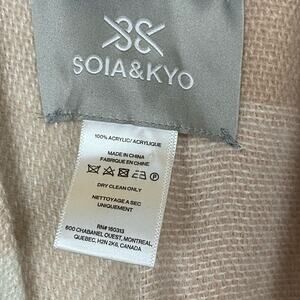 SOIA&KYO
100% ACRYLIC/ ACRYLIQUE
MADE IN CHINA
FABRIQUE EN CHINE
DRY CLEAN ONLY
NETTOYAGE A SEC
UNIQUEMENT
RN# 160313
600 CHABANEL OUEST, MONTREAL,
QUEBEC, H2N 2K6, CANADA